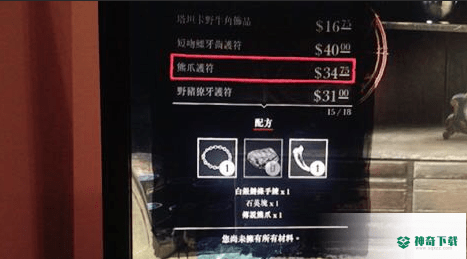 塔坦卡野牛角飾品 $16.75
短吻鱷牙齒護符 $40.00
熊爪護符 $34.75
野豬獠牙護符 $31.00
15/18
配方
1 0 1
白銀鏈條手鍊 x 1
石英塊 x 1
傳說熊爪 x 1
您尚未擁有所有材料。
神奇下载